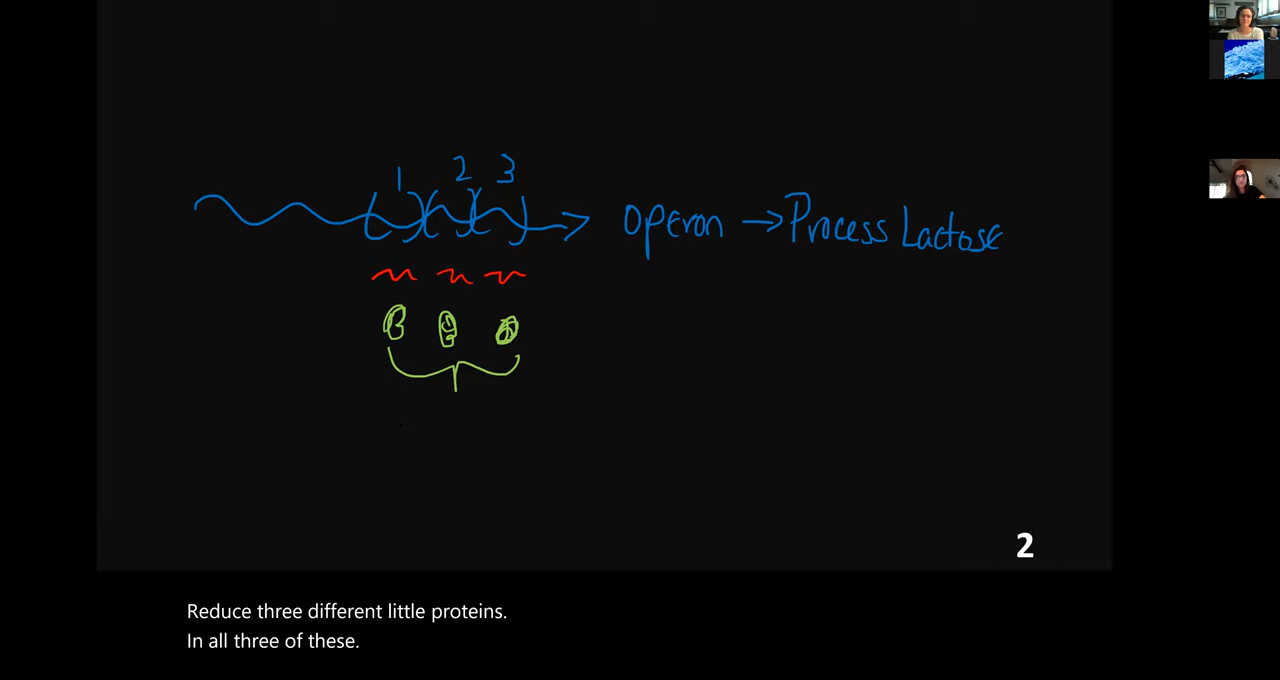 1 2 3
operon → Process Lactose
2
Reduce three different little proteins.
In all three of these.